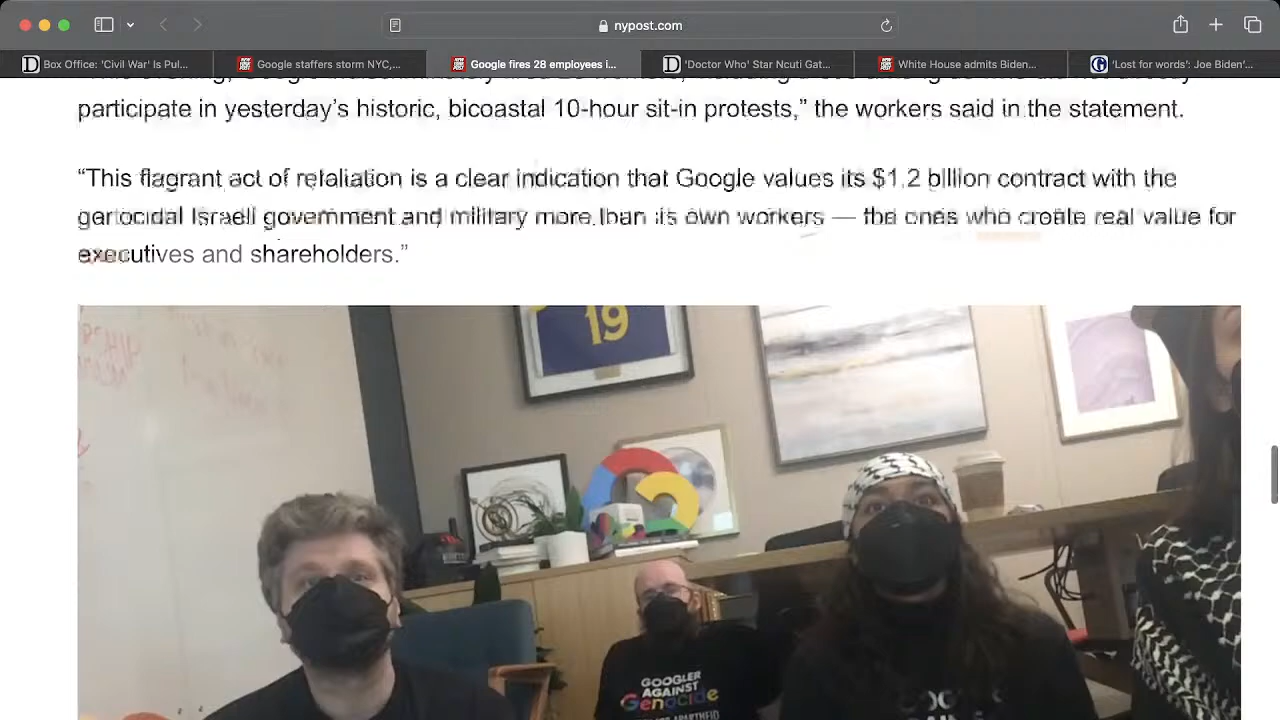 nypost.com
Box Office: 'Civil War' Is Pul...
Google staffers storm NYC,...
Google fires 28 employees i...
'Doctor Who' Star Ncuti Gat...
White House admits Biden...
'Lost for words': Joe Biden'...
participate in yesterday's historic, bicoastal 10-hour sit-in protests,” the workers said in the statement.
“This flagrant act of retaliation is a clear indication that Google values its $1.2 billion contract with the
genocidal Israeli government and military more than its own workers — the ones who create real value for
executives and shareholders.”
19
GOOGLER
AGAINST
Genocide
APARTHEID